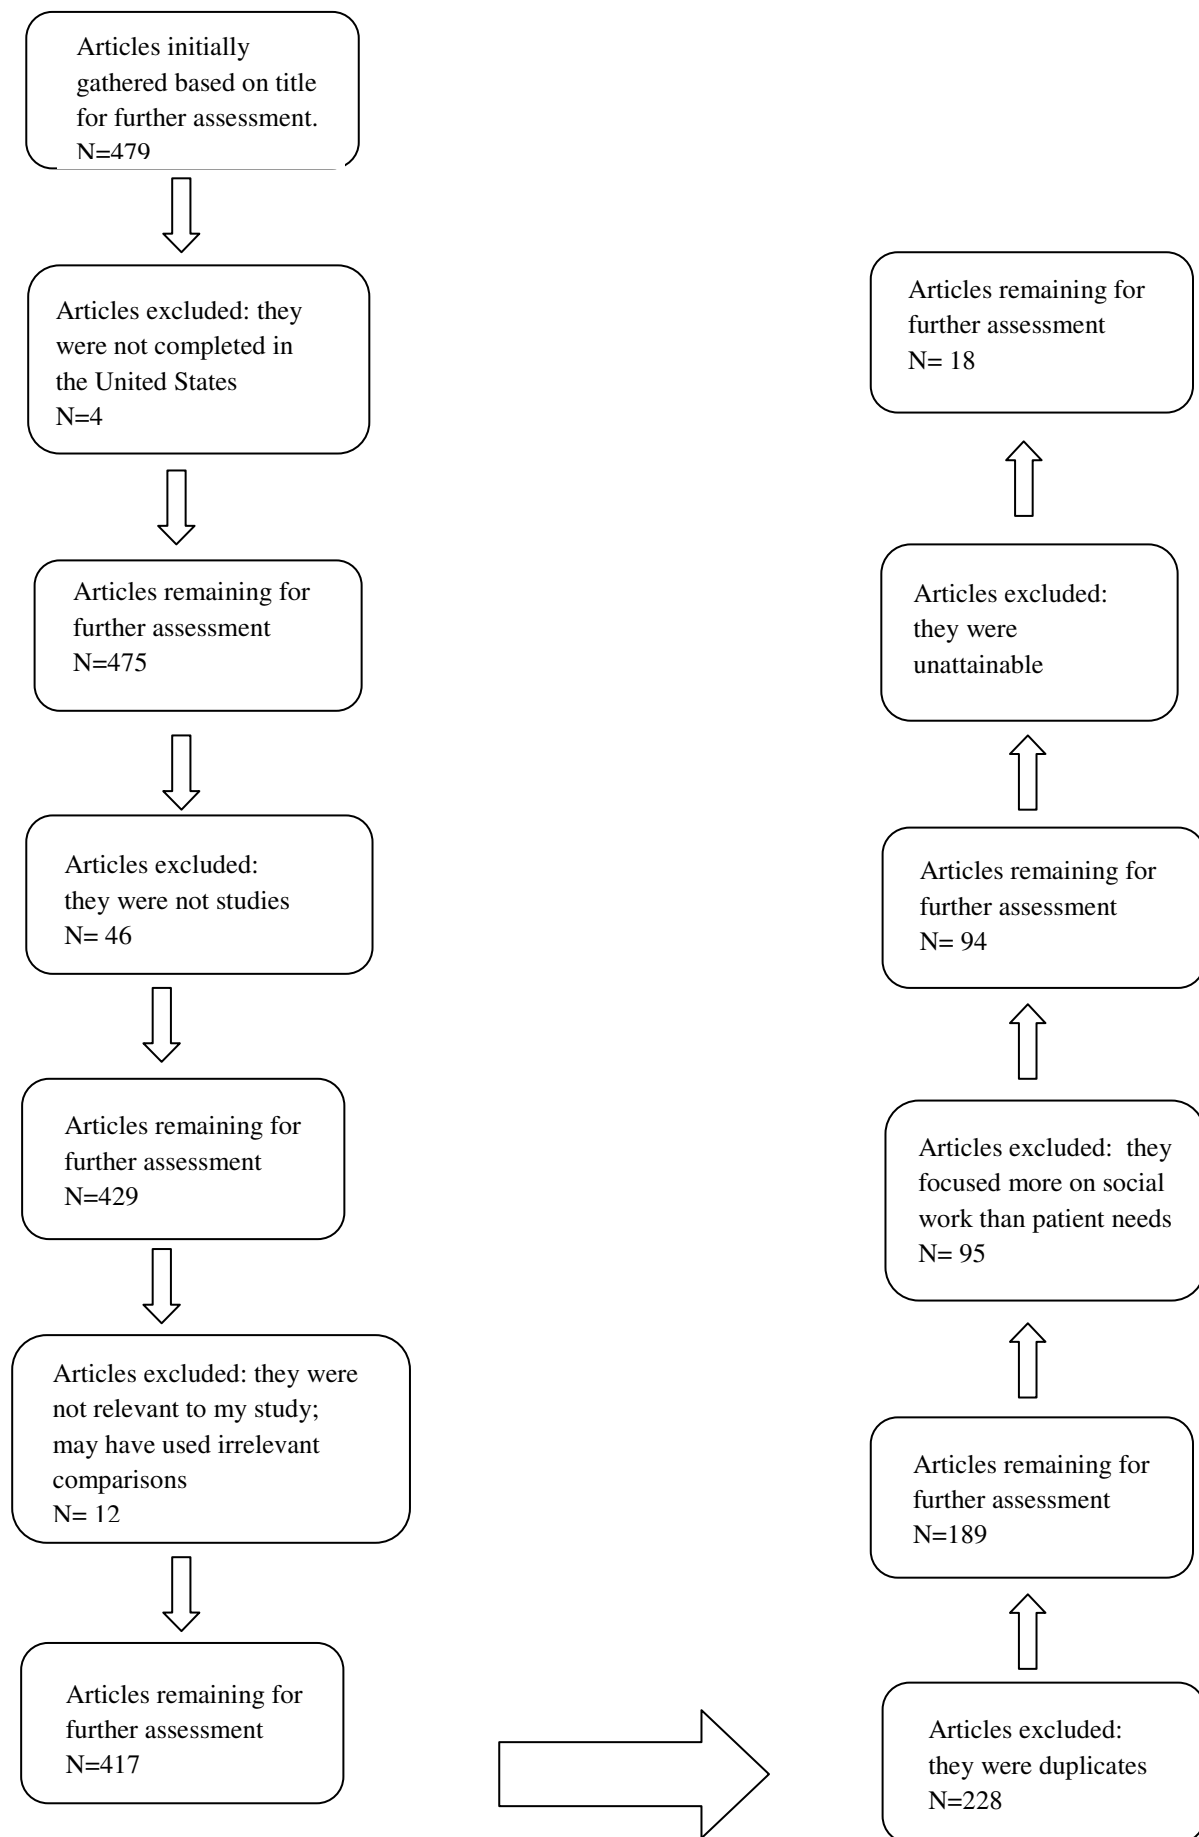 Articles initially
gathered based on title
for further assessment.
N=479
Articles excluded: they
were not completed in
the United States
N=4
Articles remaining for
further assessment
N=475
Articles excluded:
they were not studies
N= 46
Articles remaining for
further assessment
N=429
Articles excluded: they were
not relevant to my study;
may have used irrelevant
comparisons
N= 12
Articles remaining for
further assessment
N=417
Articles excluded:
they were duplicates
N=228
Articles remaining for
further assessment
N=189
Articles excluded:  they
focused more on social
work than patient needs
N= 95
Articles remaining for
further assessment
N= 94
Articles excluded:
they were
unattainable
Articles remaining for
further assessment
N= 18